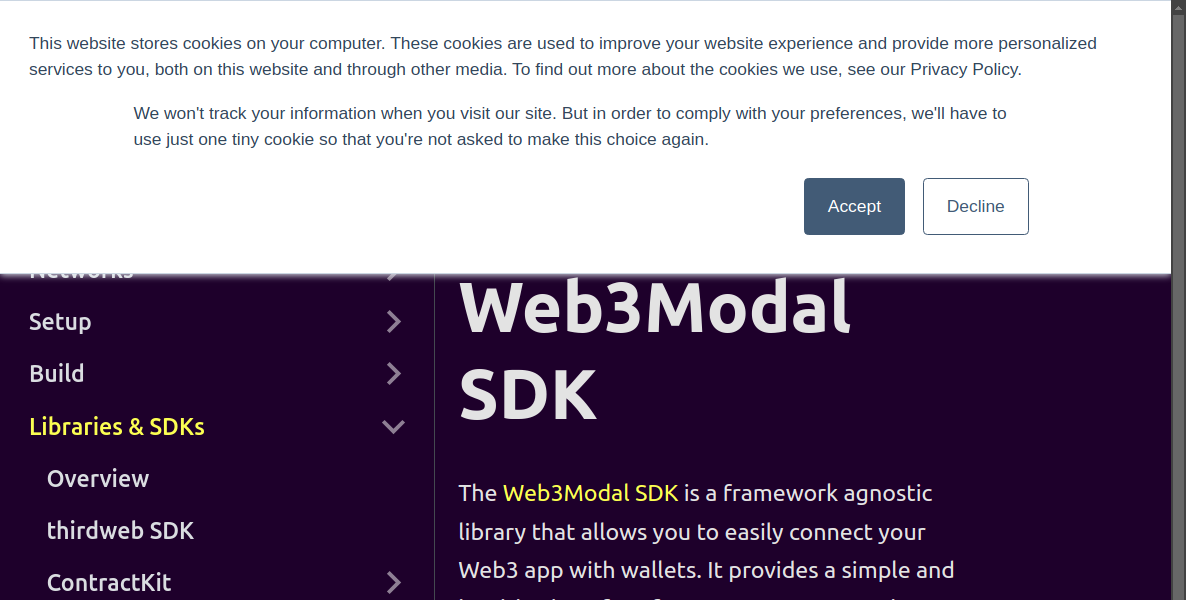 This website stores cookies on your computer. These cookies are used to improve your website experience and provide more personalized
services to you, both on this website and through other media. To find out more about the cookies we use, see our Privacy Policy.
We won't track your information when you visit our site. But in order to comply with your preferences, we'll have to
use just one tiny cookie so that you're not asked to make this choice again.
Accept
Decline
Networks
Setup
Build
Libraries & SDKs
Overview
thirdweb SDK
ContractKit
Web3Modal
SDK
The Web3Modal SDK is a framework agnostic
library that allows you to easily connect your
Web3 app with wallets. It provides a simple and